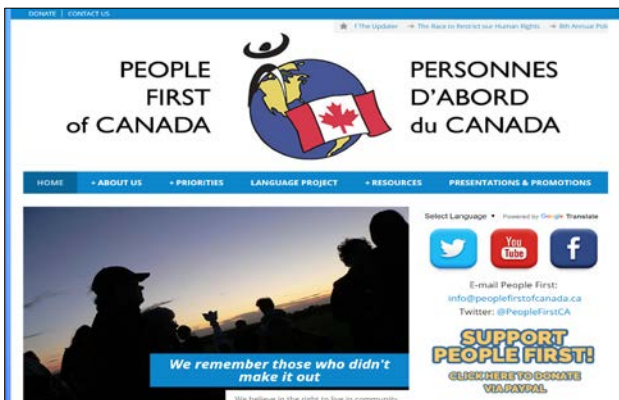 DONATE | CONTACT US
The Updater → The Race to Restrict our Human Rights → 8th Annual
PEOPLE
FIRST
of CANADA
PERSONNES
D'ABORD
du CANADA
HOME + ABOUT US + PRIORITIES LANGUAGE PROJECT + RESOURCES PRESENTATIONS & PROMOTIONS
Select Language ▼ Powered by Google Translate
You
Tube
f
E-mail People First:
info@peoplefirstofcanada.ca
Twitter: @PeopleFirstCA
SUPPORT
PEOPLE FIRST!
CLICK HERE TO DONATE
VIA PAYPAL
We remember those who didn't
make it out
We believe in the right to live in community